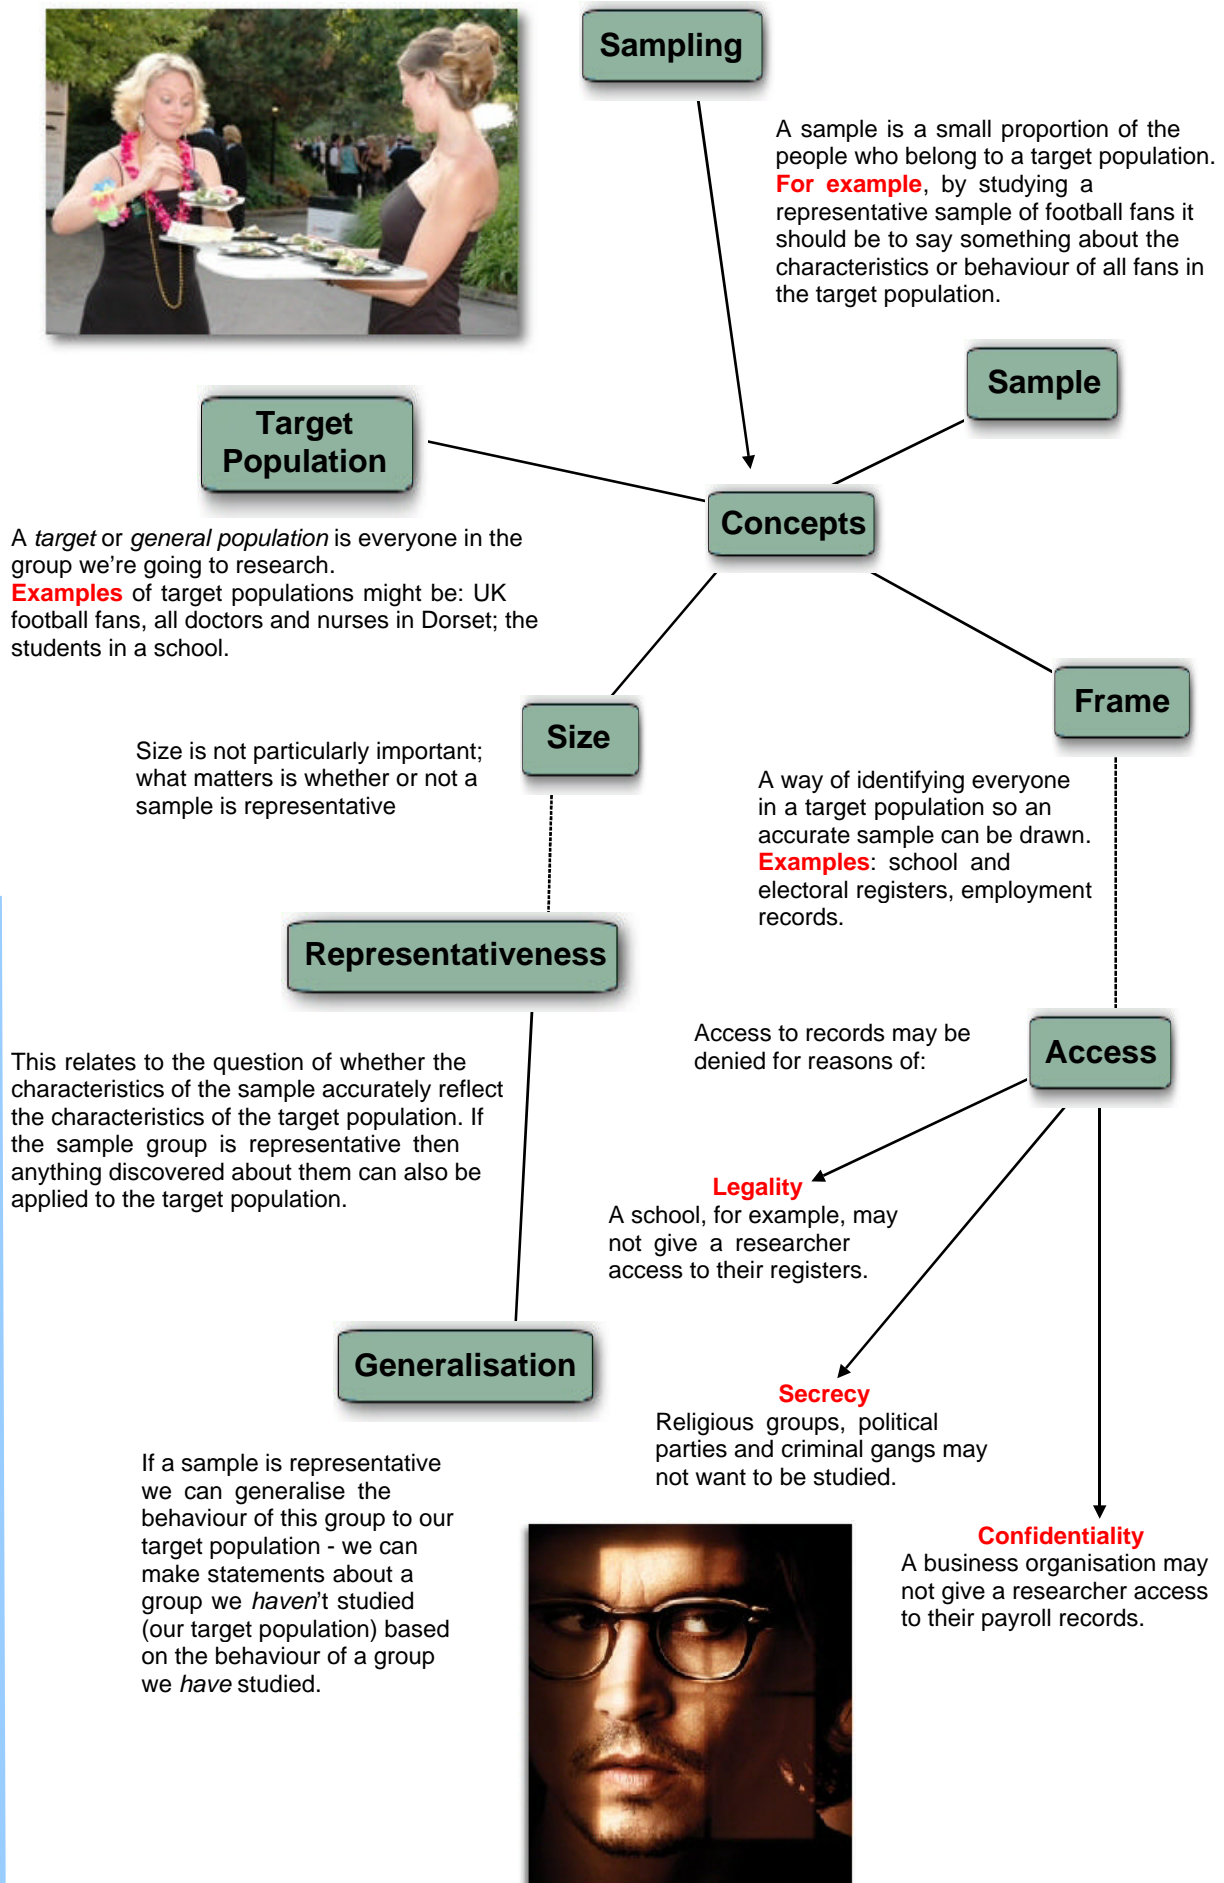 Sampling
A sample is a small proportion of the
people who belong to a target population.
For example, by studying a
representative sample of football fans it
should be to say something about the
characteristics or behaviour of all fans in
the target population.
Sample
Target
Population
Concepts
A target or general population is everyone in the
group we're going to research.
Examples of target populations might be: UK
football fans, all doctors and nurses in Dorset; the
students in a school.
Frame
Size
Size is not particularly important;
what matters is whether or not a
sample is representative
A way of identifying everyone
in a target population so an
accurate sample can be drawn.
Examples: school and
electoral registers, employment
records.
Representativeness
Access to records may be
denied for reasons of:
Access
This relates to the question of whether the
characteristics of the sample accurately reflect
the characteristics of the target population. If
the sample group is representative then
anything discovered about them can also be
applied to the target population.
Legality
A school, for example, may
not give a researcher
access to their registers.
Generalisation
Secrecy
Religious groups, political
parties and criminal gangs may
not want to be studied.
If a sample is representative
we can generalise the
behaviour of this group to our
target population - we can
make statements about a
group we haven't studied
(our target population) based
on the behaviour of a group
we have studied.
Confidentiality
A business organisation may
not give a researcher access
to their payroll records.